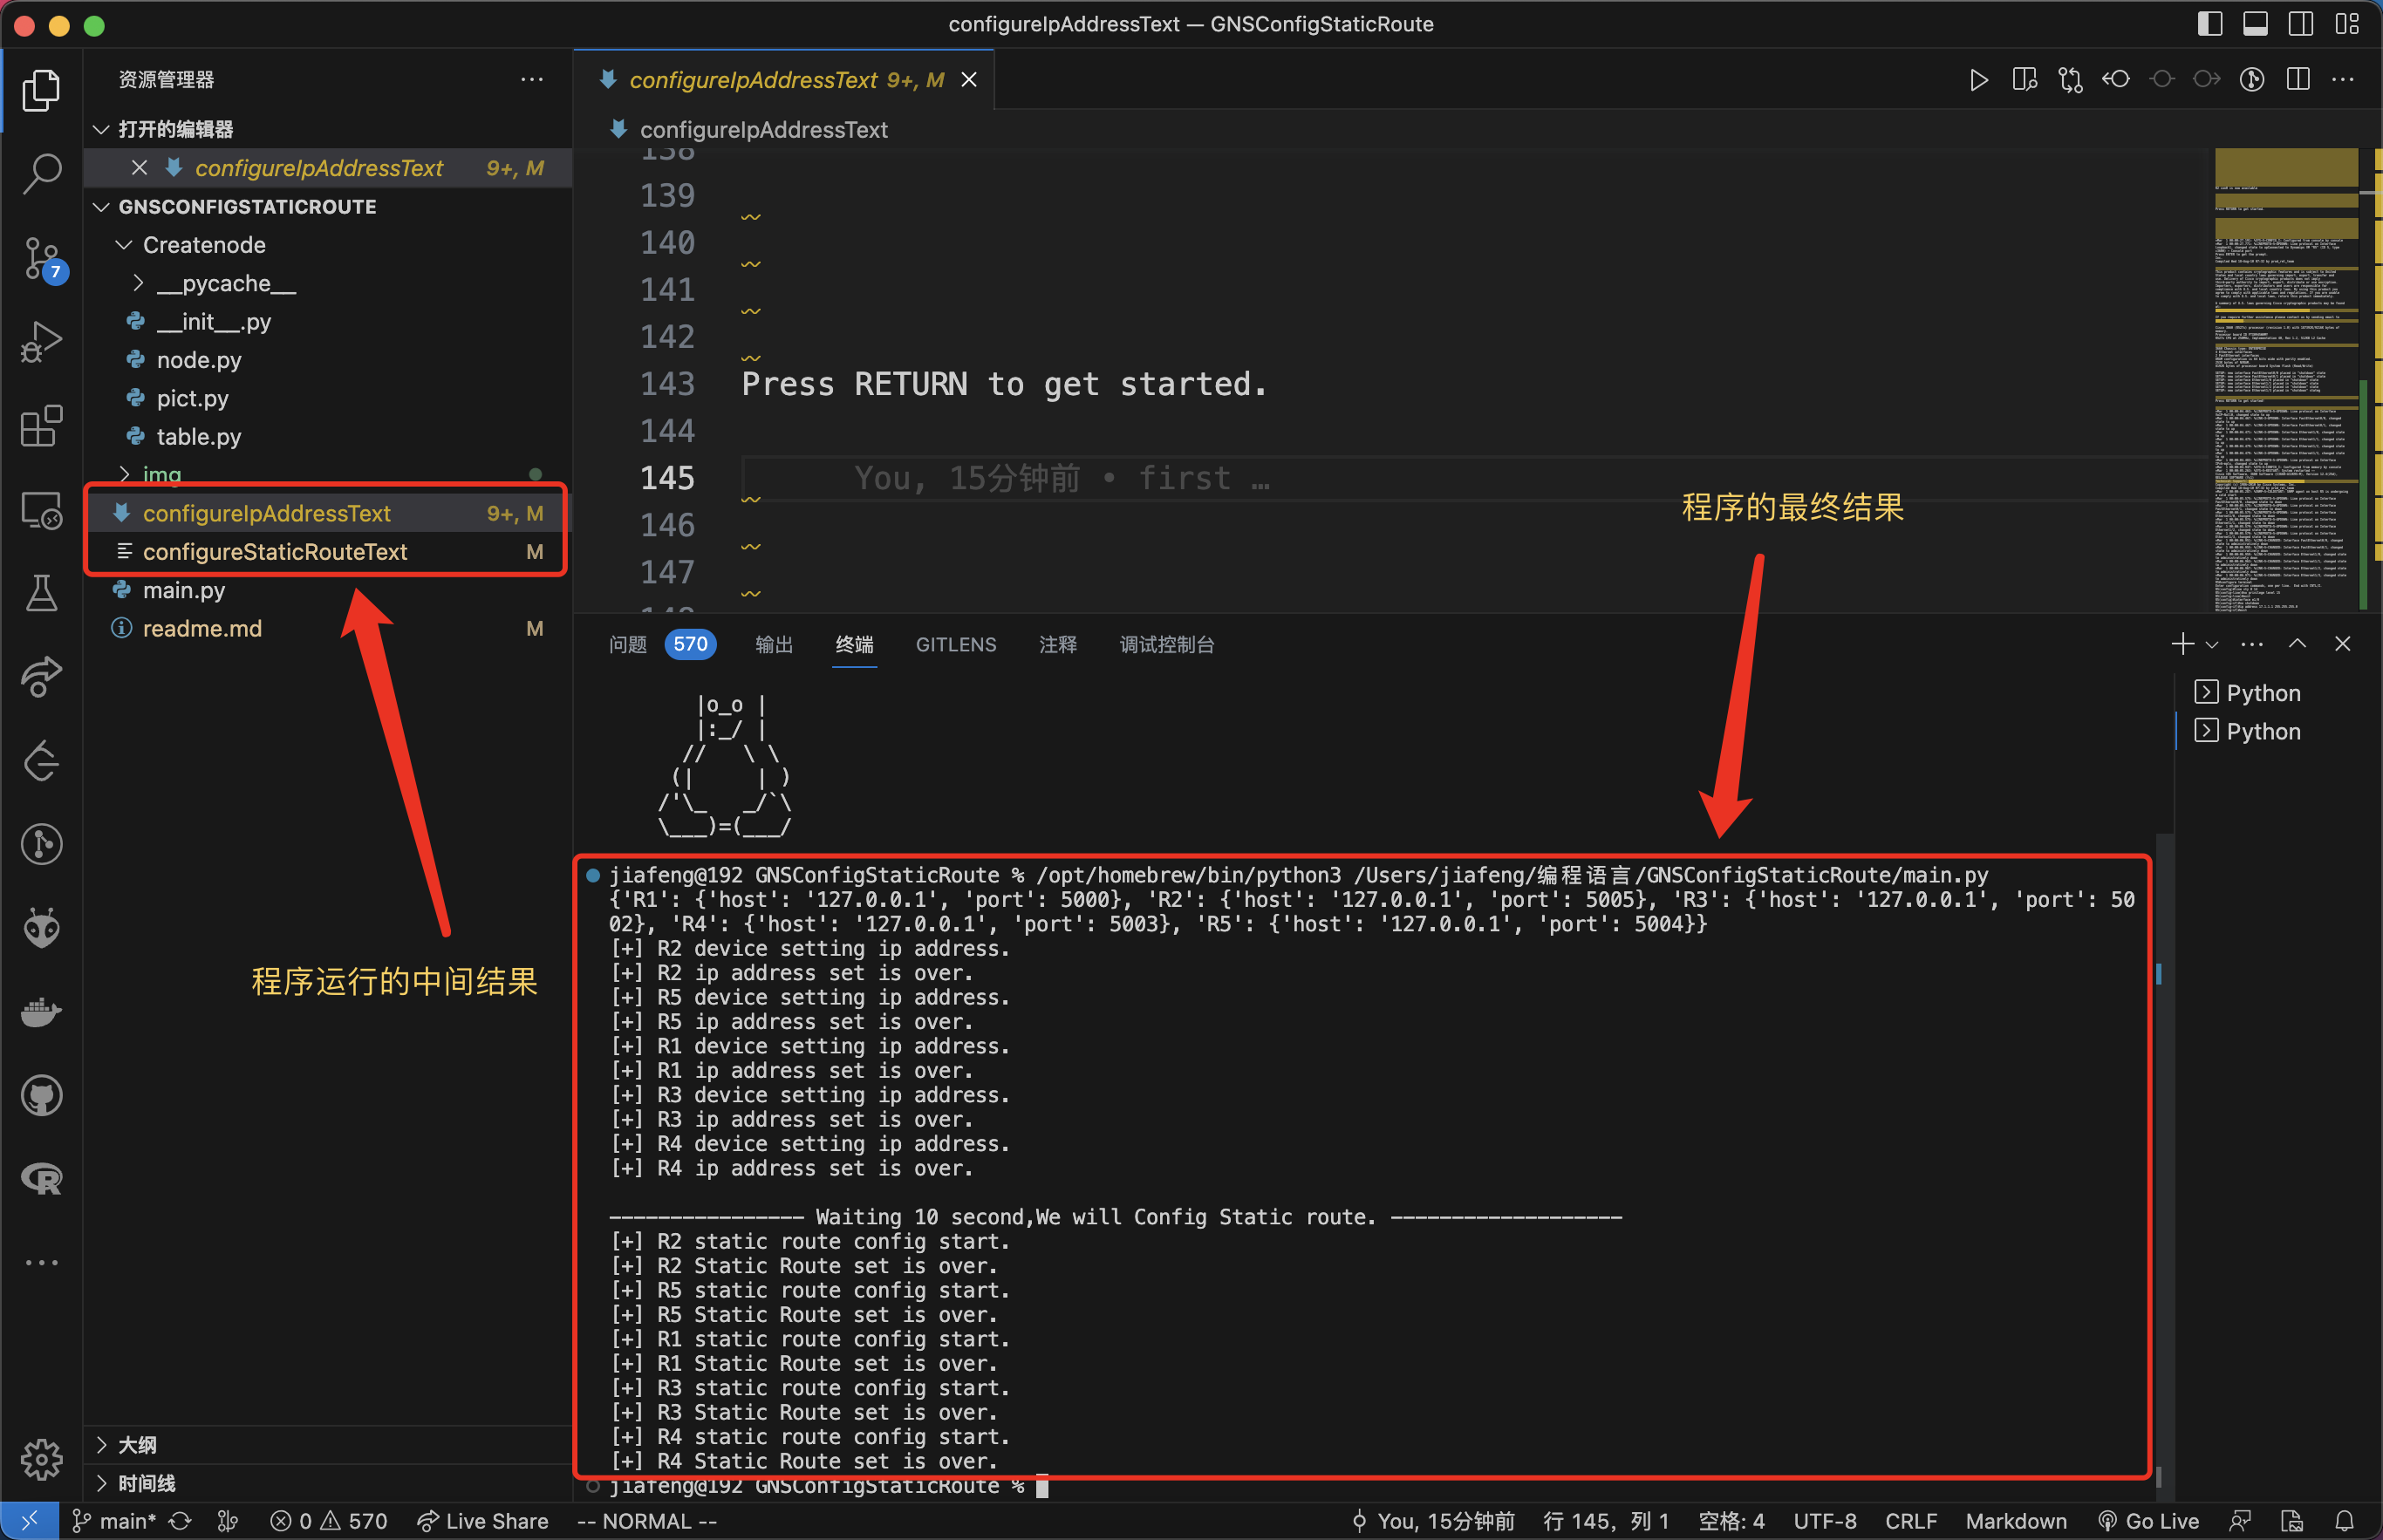 configureIpAddressText — GNSConfigStaticRoute
资源管理器
打开的编辑器
configureIpAddressText 9+, M
GNSCONFIGSTATICROUTE
Createnode
__pycache__
__init__.py
node.py
pict.py
table.py
img
configureIpAddressText 9+, M
configureStaticRouteText M
main.py
readme.md M
7
程序运行的中间结果
大纲
时间线
configureIpAddressText 9+, M
configureIpAddressText
138
139
140
141
142
143 Press RETURN to get started.
144
145 You, 15分钟前 • first …
146
147
148
程序的最终结果
问题 570 输出 终端 GITLENS 注释 调试控制台
Python
Python
|o_o |
|:_/ |
// \ \
(| | )
/'\_ _/`\
\___)=(___/
jiafeng@192 GNSConfigStaticRoute % /opt/homebrew/bin/python3 /Users/jiafeng/编程语言/GNSConfigStaticRoute/main.py
{'R1': {'host': '127.0.0.1', 'port': 5000}, 'R2': {'host': '127.0.0.1', 'port': 5005}, 'R3': {'host': '127.0.0.1', 'port': 50
02}, 'R4': {'host': '127.0.0.1', 'port': 5003}, 'R5': {'host': '127.0.0.1', 'port': 5004}}
[+] R2 device setting ip address.
[+] R2 ip address set is over.
[+] R5 device setting ip address.
[+] R5 ip address set is over.
[+] R1 device setting ip address.
[+] R1 ip address set is over.
[+] R3 device setting ip address.
[+] R3 ip address set is over.
[+] R4 device setting ip address.
[+] R4 ip address set is over.
---------------- Waiting 10 second,We will Config Static route. -------------------
[+] R2 static route config start.
[+] R2 Static Route set is over.
[+] R5 static route config start.
[+] R5 Static Route set is over.
[+] R1 static route config start.
[+] R1 Static Route set is over.
[+] R3 static route config start.
[+] R3 Static Route set is over.
[+] R4 static route config start.
[+] R4 Static Route set is over.
jiafeng@192 GNSConfigStaticRoute %
main* 0 570 Live Share -- NORMAL -- You, 15分钟前 行 145，列 1 空格: 4 UTF-8 CRLF Markdown Go Live